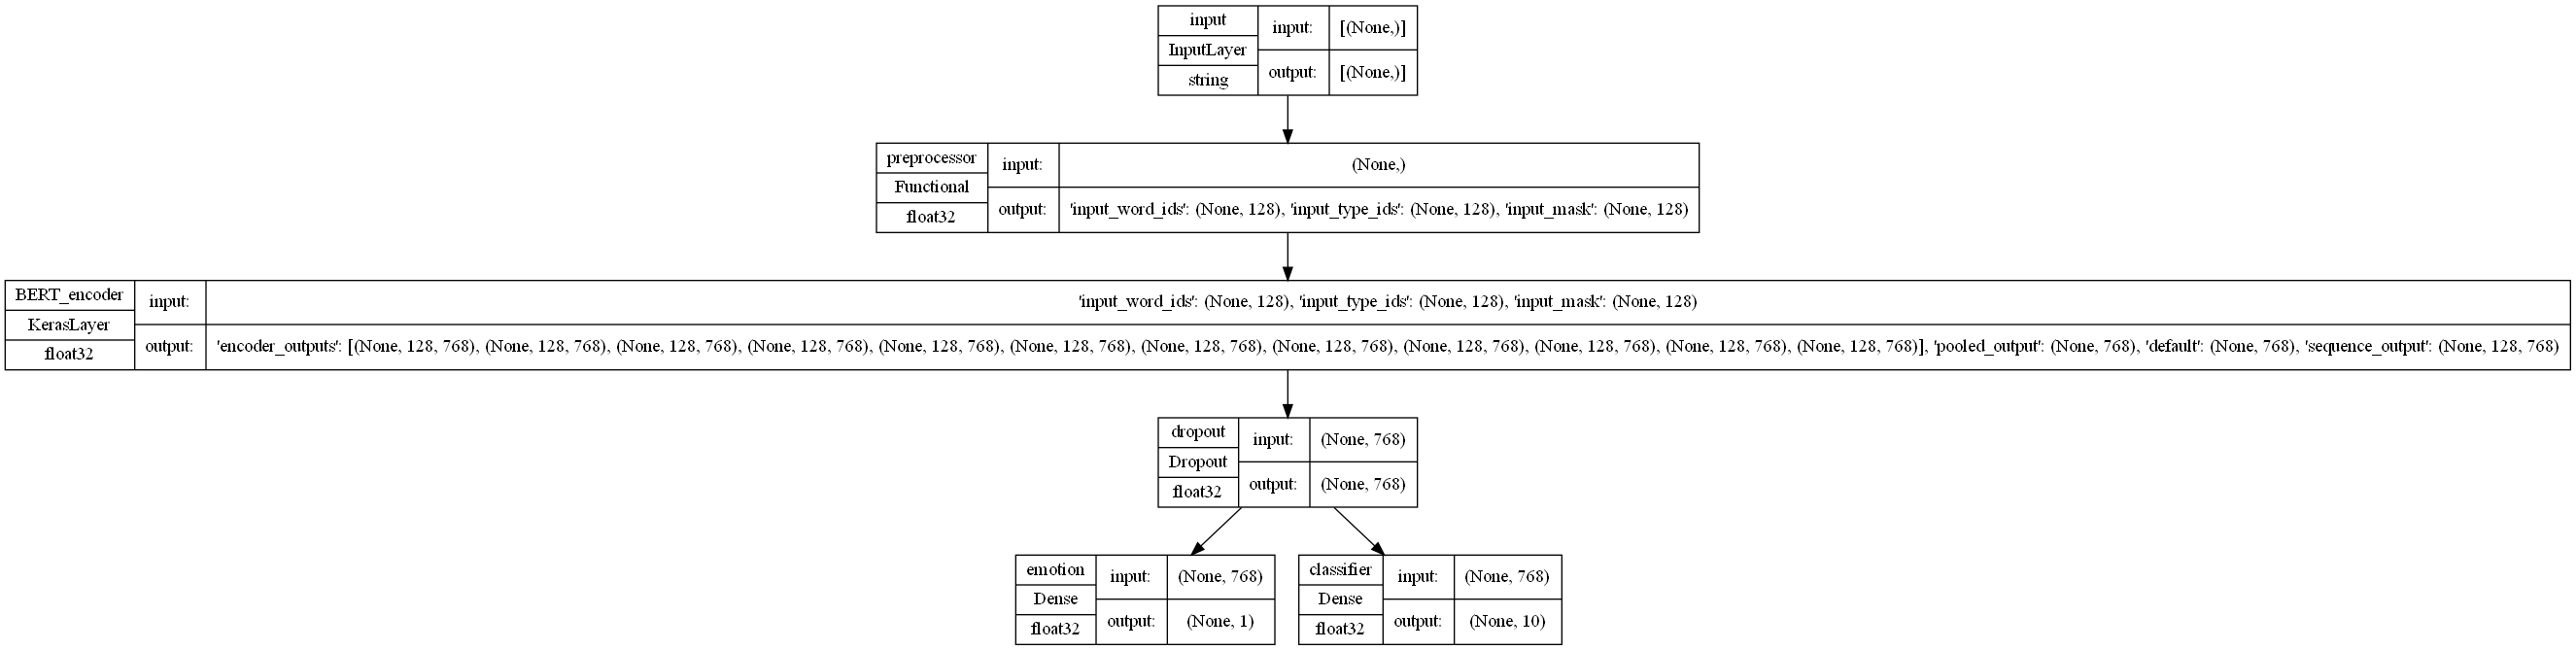 input
InputLayer
string
input:
[(None,)]
output:
[(None,)]
preprocessor
Functional
float32
input:
(None,)
output:
'input_word_ids': (None, 128), 'input_type_ids': (None, 128), 'input_mask': (None, 128)
BERT_encoder
KerasLayer
float32
input:
'input_word_ids': (None, 128), 'input_type_ids': (None, 128), 'input_mask': (None, 128)
output:
'encoder_outputs': [(None, 128, 768), (None, 128, 768), (None, 128, 768), (None, 128, 768), (None, 128, 768), (None, 128, 768), (None, 128, 768), (None, 128, 768), (None, 128, 768), (None, 128, 768), (None, 128, 768), (None, 128, 768)], 'pooled_output': (None, 768), 'default': (None, 768), 'sequence_output': (None, 128, 768)
dropout
Dropout
float32
input:
(None, 768)
output:
(None, 768)
emotion
Dense
float32
input:
(None, 768)
output:
(None, 1)
classifier
Dense
float32
input:
(None, 768)
output:
(None, 10)